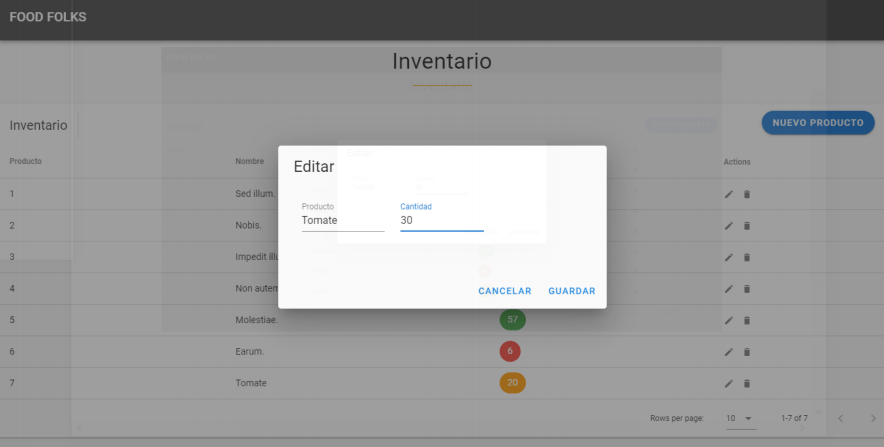 FOOD FOLKS
Inventario
Inventario
NUEVO PRODUCTO
Producto
Nombre
Actions
1
Sed illum.
2
Nobis.
3
Impedit illu
4
Non autem
5
Molestiae.
57
6
Earum.
6
7
Tomate
20
Editar
Producto
Cantidad
Tomate
30
CANCELAR
GUARDAR
Rows per page:
10
1-7 of 7